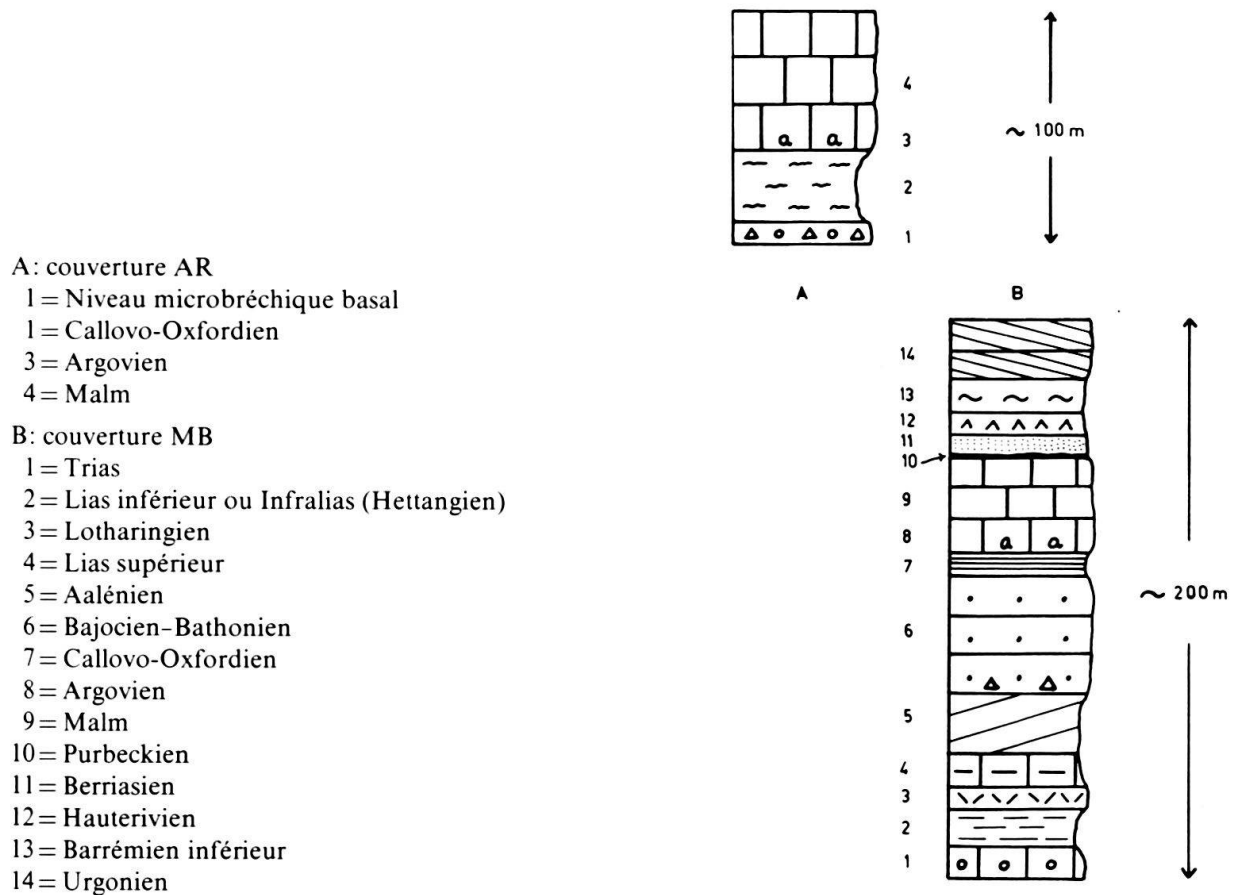 A: couverture AR
1 = Niveau microbréchique basal
1 = Callovo-Oxfordien
3 = Argovien
4 = Malm
B: couverture MB
1 = Trias
2 = Lias inférieur ou Infralias (Hettangien)
3 = Lotharingien
4 = Lias supérieur
5 = Aalénien
6 = Bajocien-Bathonien
7 = Callovo-Oxfordien
8 = Argovien
9 = Malm
10 = Purbeckien
11 = Berriasien
12 = Hauterivien
13 = Barrémien inférieur
14 = Urgonien
4
a a
3
2
1
~ 100 m
A
B
14
13
12
11
10
9
8
a a
7
6
5
4
3
2
1
~ 200 m